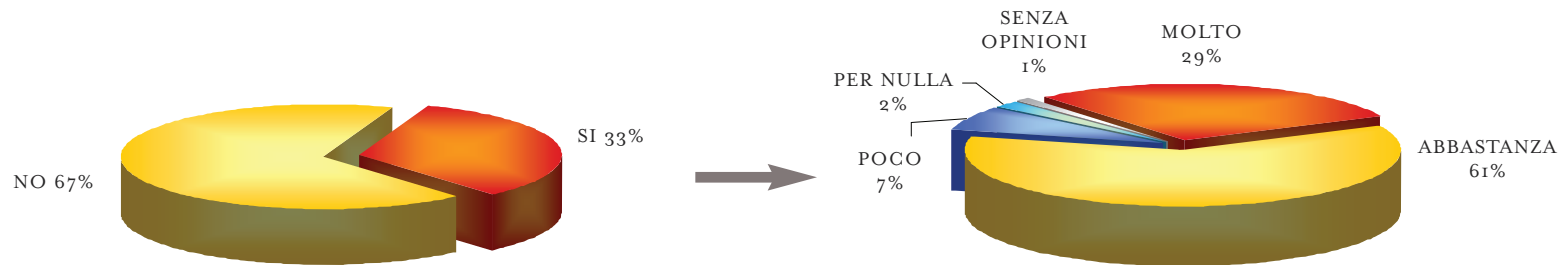 NO 67%
SI 33%
SENZA
OPINIONI
1%
MOLTO
29%
PER NULLA
2%
POCO
7%
ABBASTANZA
61%